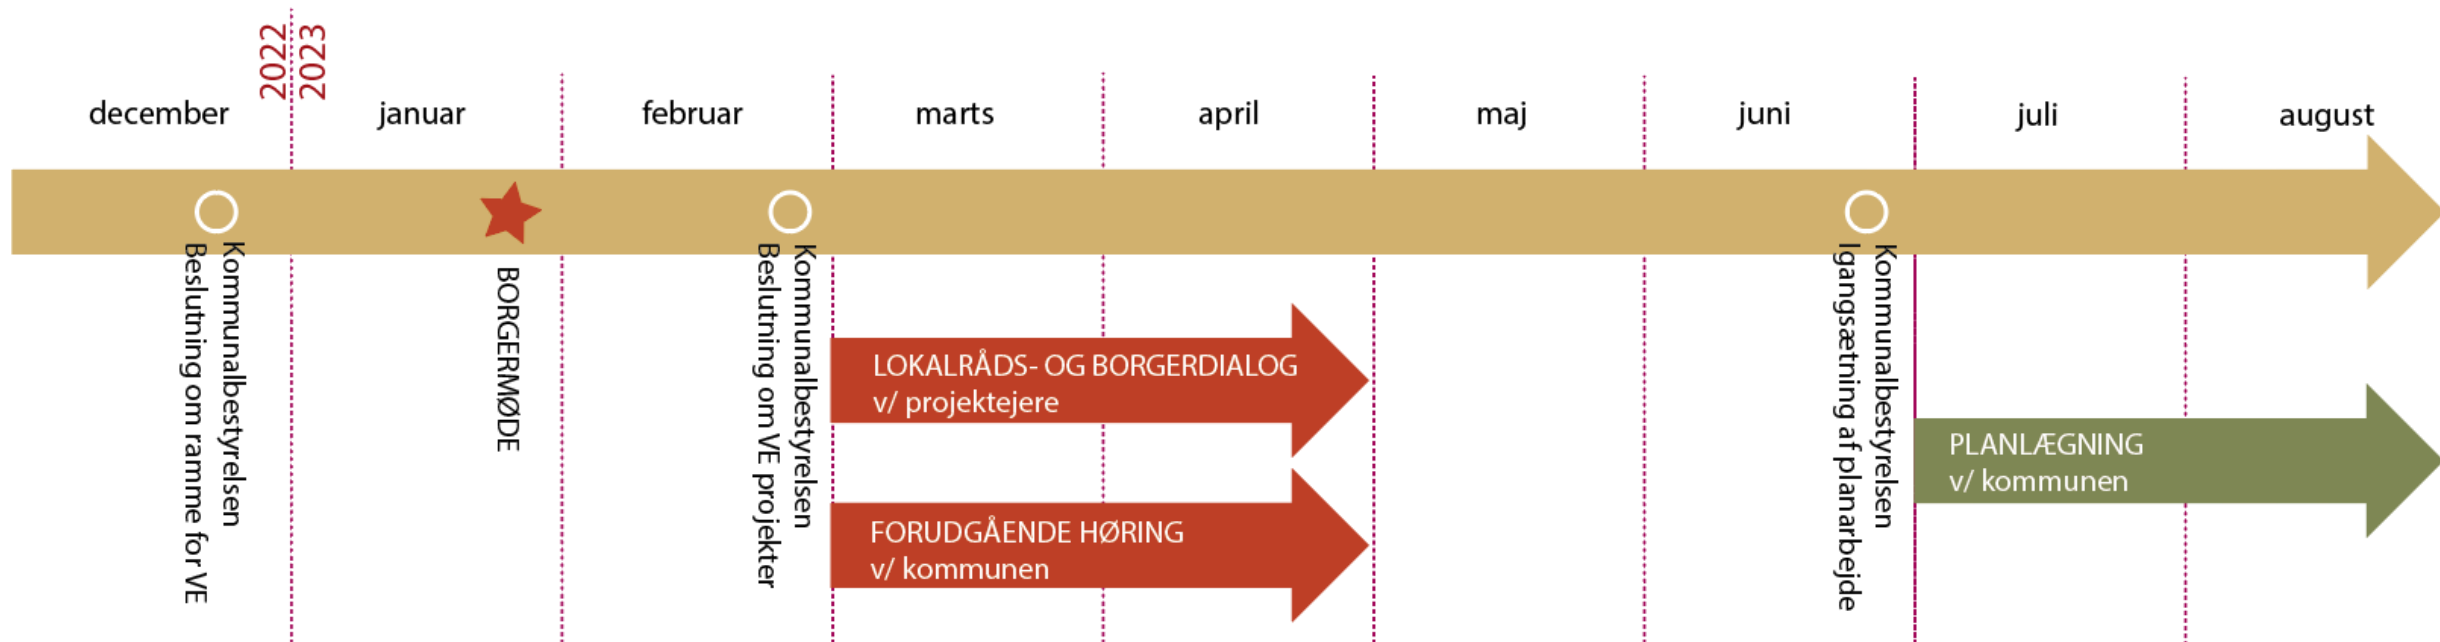 2022
2023
december
januar
februar
marts
april
maj
juni
juli
august
Kommunalbestyrelsen
Beslutning om ramme for VE
BORGERMØDE
Kommunalbestyrelsen
Beslutning om VE projekter
LOKALRÅDS- OG BORGERDIALOG
v/ projektejere
FORUDGÅENDE HØRING
v/ kommunen
Kommunalbestyrelsen
Igangsætning af planarbejde
PLANLÆGNING
v/ kommunen